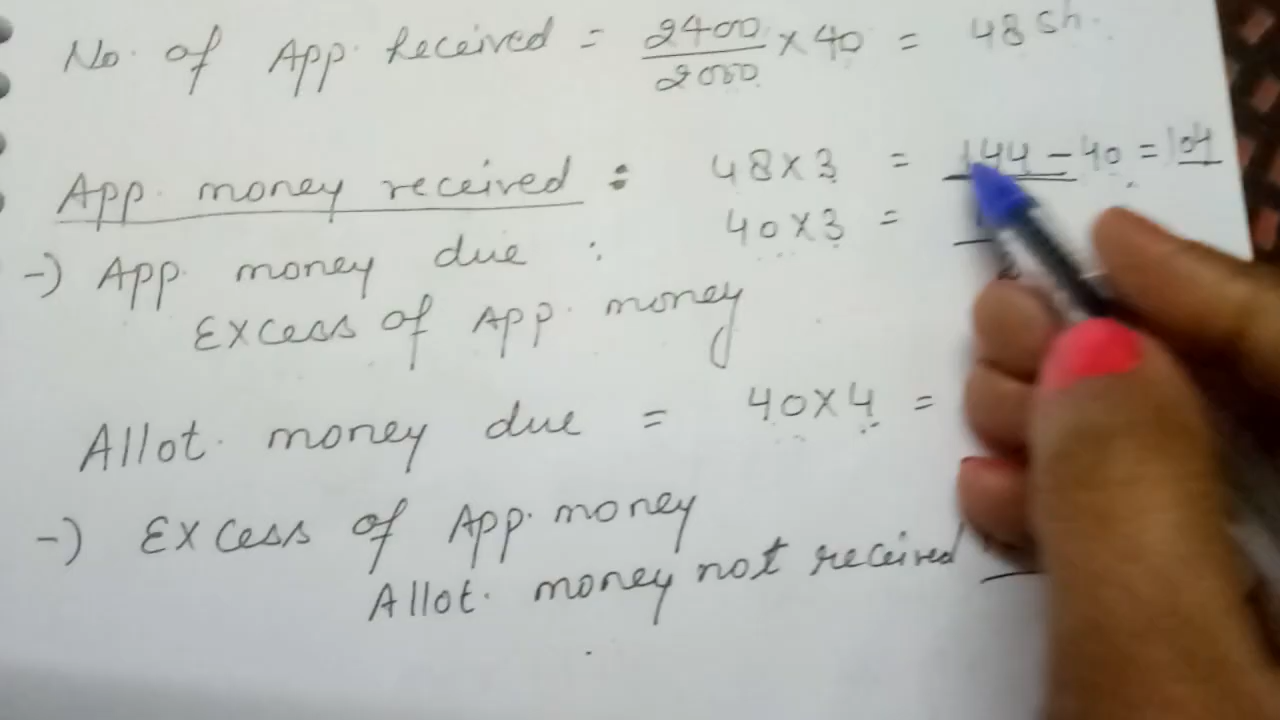 No. of App. Received = 2400/2000 × 40 = 48 sh.
App. money received : 48 × 3 = 144 - 40 = 104
-) App. money due : 40 × 3 =
Excess of App. money
Allot. money due = 40 × 4 =
-) Excess of App. money
Allot. money not received